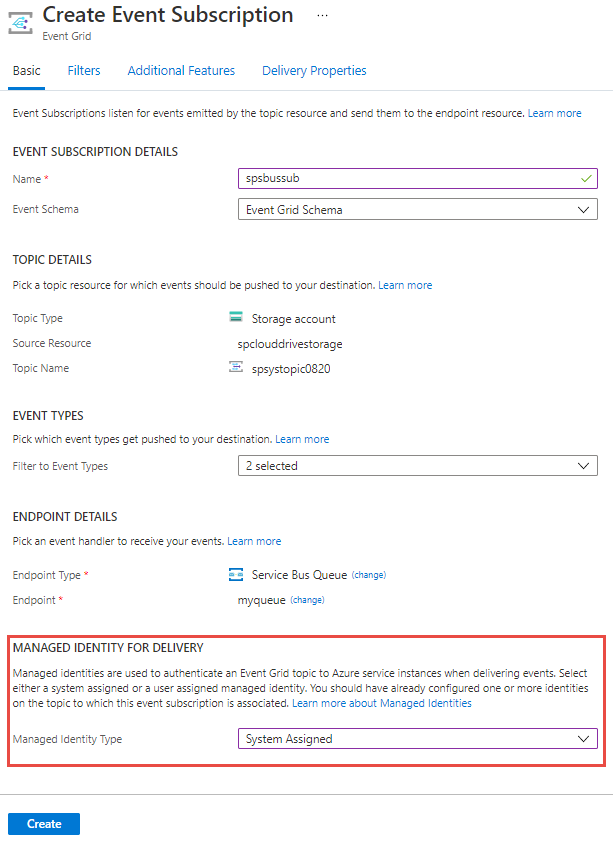 Create Event Subscription ...
Event Grid
Basic Filters Additional Features Delivery Properties
Event Subscriptions listen for events emitted by the topic resource and send them to the endpoint resource. Learn more
EVENT SUBSCRIPTION DETAILS
Name * spsbussub
Event Schema Event Grid Schema
TOPIC DETAILS
Pick a topic resource for which events should be pushed to your destination. Learn more
Topic Type Storage account
Source Resource spclouddrivestorage
Topic Name spsystopic0820
EVENT TYPES
Pick which event types get pushed to your destination. Learn more
Filter to Event Types 2 selected
ENDPOINT DETAILS
Pick an event handler to receive your events. Learn more
Endpoint Type * Service Bus Queue (change)
Endpoint * myqueue (change)
MANAGED IDENTITY FOR DELIVERY
Managed identities are used to authenticate an Event Grid topic to Azure service instances when delivering events. Select
either a system assigned or a user assigned managed identity. You should have already configured one or more identities
on the topic to which this event subscription is associated. Learn more about Managed Identities
Managed Identity Type System Assigned
Create